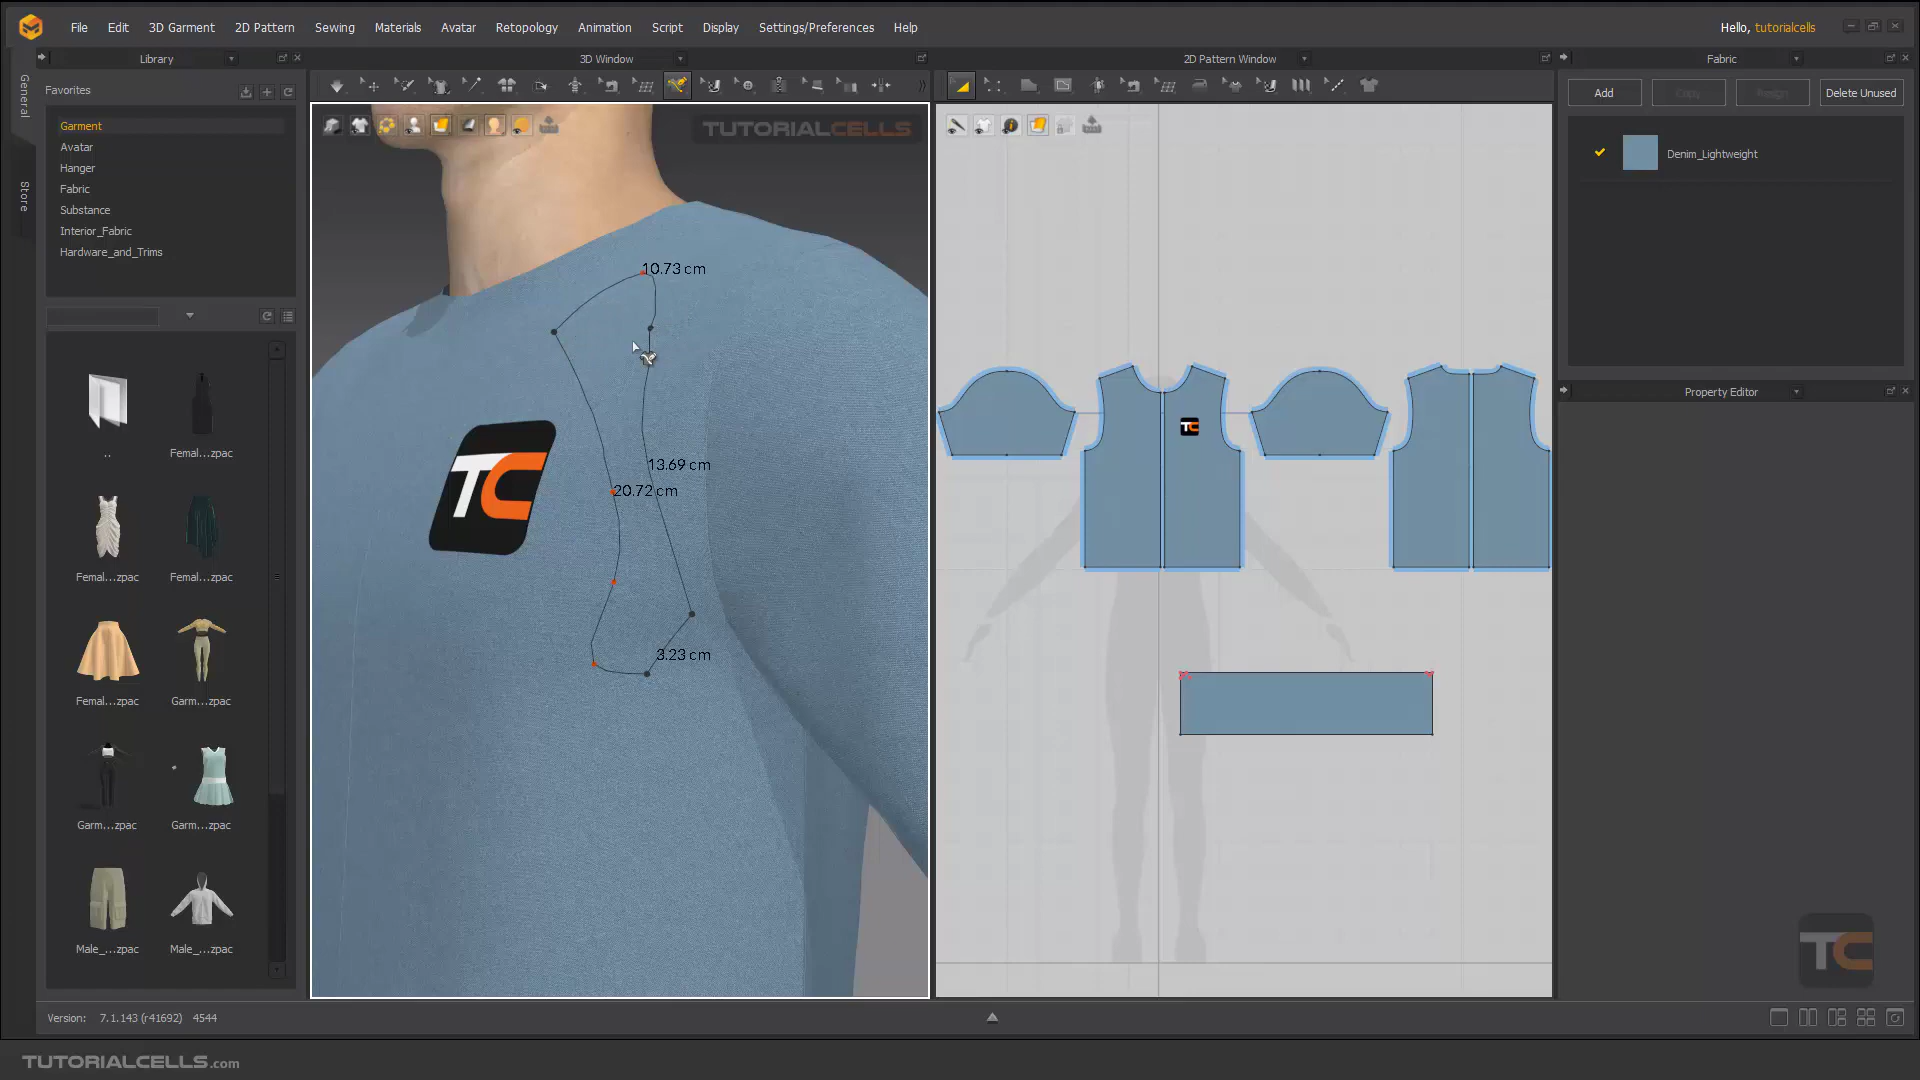 File Edit 3D Garment 2D Pattern Sewing Materials Avatar Retopology Animation Script Display Settings/Preferences Help
Hello, tutorialcells
Library
3D Window
2D Pattern Window
Fabric
General
Store
Favorites
Garment
Avatar
Hanger
Fabric
Substance
Interior_Fabric
Hardware_and_Trims
..
Femal...zpac
Femal...zpac
Femal...zpac
Femal...zpac
Garm...zpac
Garm...zpac
Garm...zpac
Male_...zpac
Male_...zpac
TUTORIALCELLS
10.73 cm
13.69 cm
20.72 cm
3.23 cm
TC
TC
Add Copy Assign Delete Unused
Denim_Lightweight
Property Editor
TC
Version: 7.1.143 (r41692) 4544
TUTORIALCELLS.com